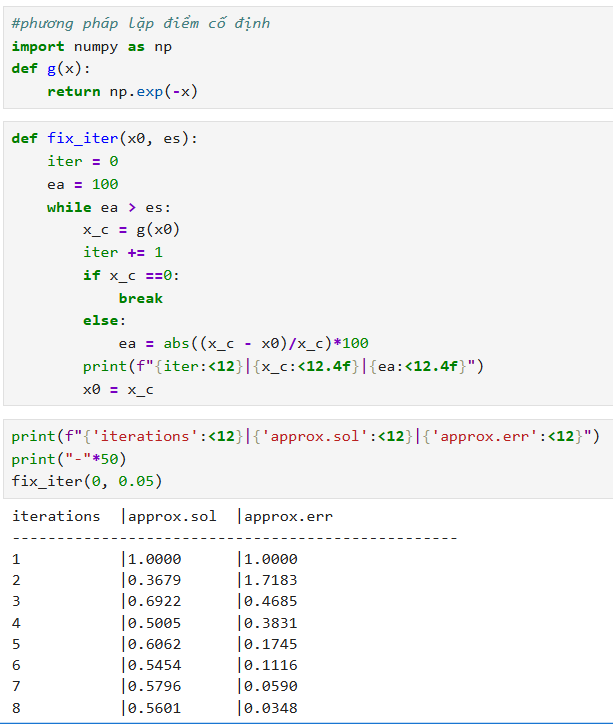 #phương pháp lặp điểm cố định
import numpy as np
def g(x):
    return np.exp(-x)
def fix_iter(x0, es):
    iter = 0
    ea = 100
    while ea > es:
        x_c = g(x0)
        iter += 1
        if x_c ==0:
            break
        else:
            ea = abs((x_c - x0)/x_c)*100
        print(f"{iter:<12}|{x_c:<12.4f}|{ea:<12.4f}")
        x0 = x_c
print(f"{'iterations':<12}|{'approx.sol':<12}|{'approx.err':<12}")
print("-"*50)
fix_iter(0, 0.05)
iterations  |approx.sol  |approx.err
--------------------------------------------------
1           |1.0000      |1.0000
2           |0.3679      |1.7183
3           |0.6922      |0.4685
4           |0.5005      |0.3831
5           |0.6062      |0.1745
6           |0.5454      |0.1116
7           |0.5796      |0.0590
8           |0.5601      |0.0348